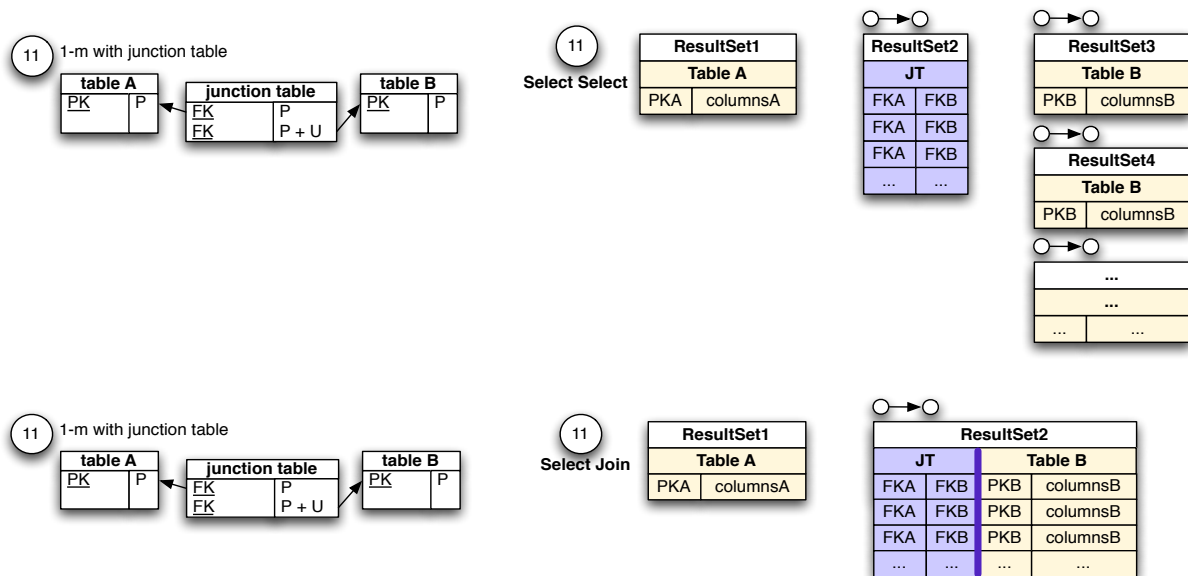 11
1-m with junction table
table A
PK P
junction table
FK P
FK P + U
table B
PK P
11
Select Select
ResultSet1
Table A
PKA columnsA
ResultSet2
JT
FKA FKB
FKA FKB
FKA FKB
... ...
ResultSet3
Table B
PKB columnsB
ResultSet4
Table B
PKB columnsB
...
...
... ...
11
1-m with junction table
table A
PK P
junction table
FK P
FK P + U
table B
PK P
11
Select Join
ResultSet1
Table A
PKA columnsA
ResultSet2
JT Table B
FKA FKB PKB columnsB
FKA FKB PKB columnsB
FKA FKB PKB columnsB
... ... ... ...